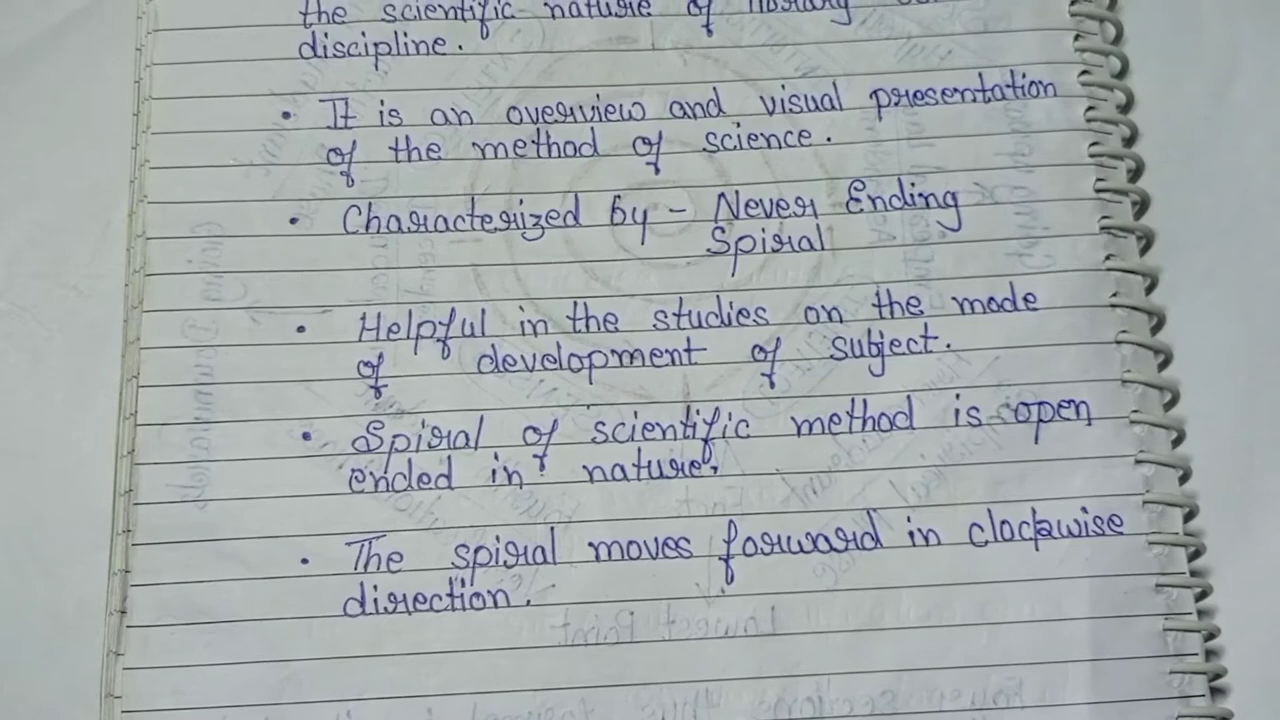 the scientific nature of library
discipline.
• It is an overview and visual presentation
of the method of science.
• Characterized by - Never Ending
Spiral
• Helpful in the studies on the mode
of development of subject.
• Spiral of scientific method is open
ended in nature.
• The spiral moves forward in clockwise
direction.